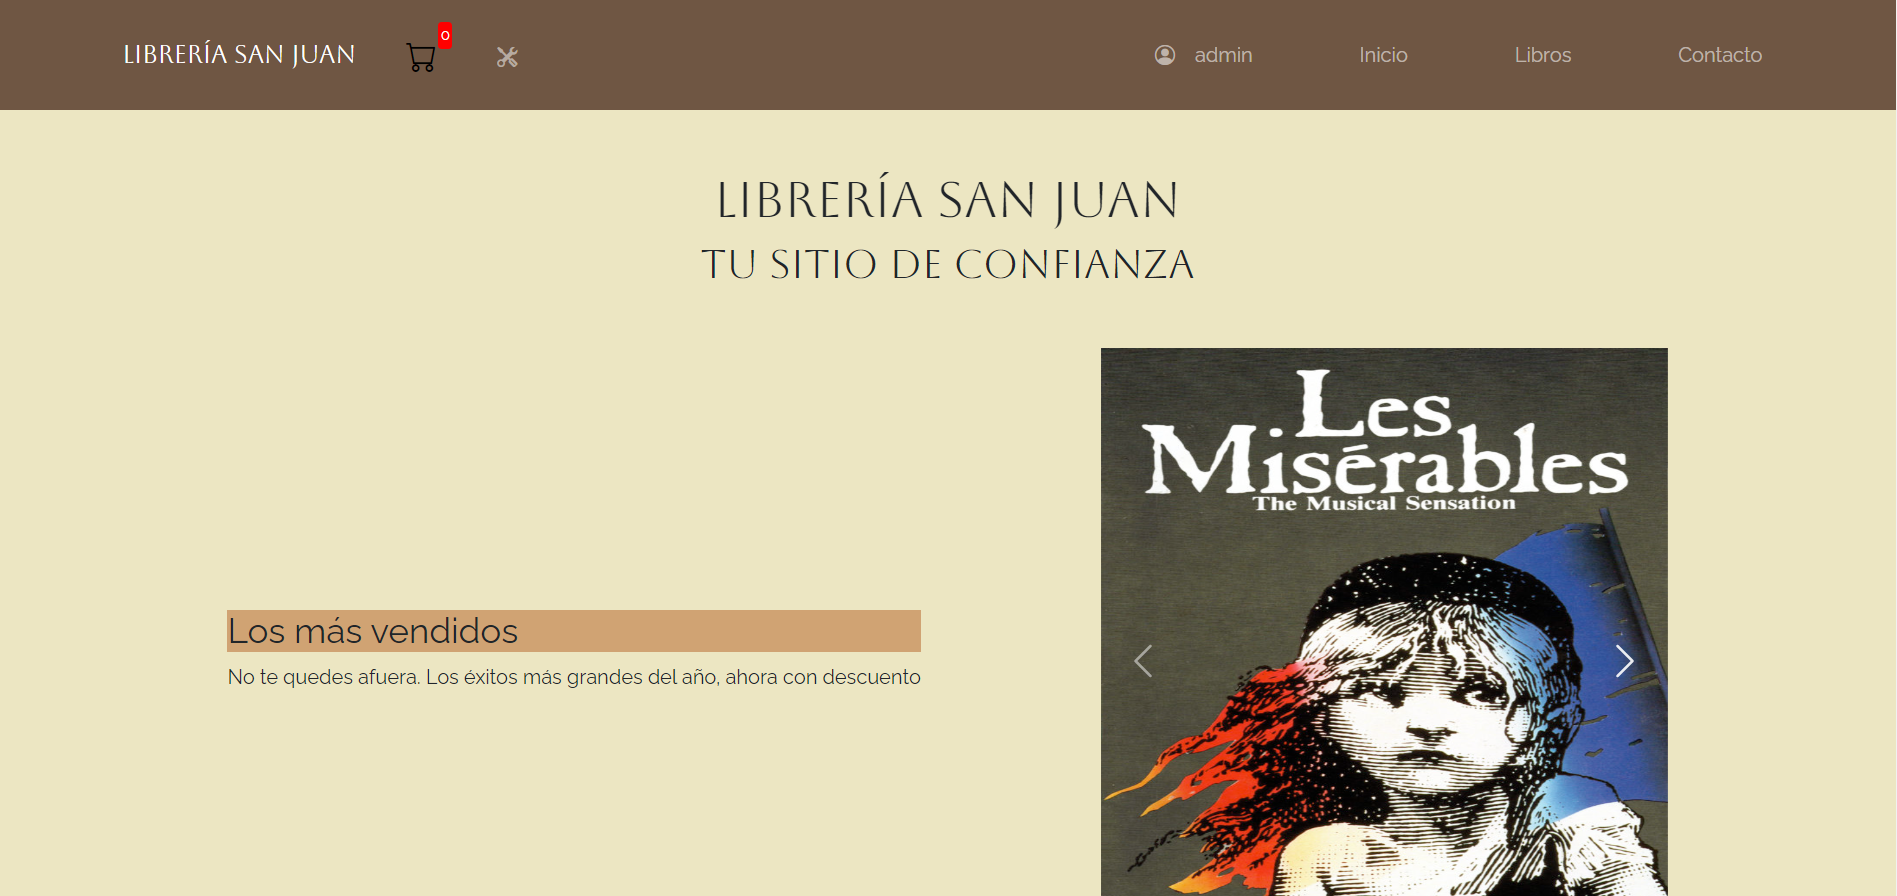 LIBRERÍA SAN JUAN
0
admin
Inicio
Libros
Contacto
LIBRERÍA SAN JUAN
TU SITIO DE CONFIANZA
Los más vendidos
No te quedes afuera. Los éxitos más grandes del año, ahora con descuento
Les
Misérables
The Musical Sensation